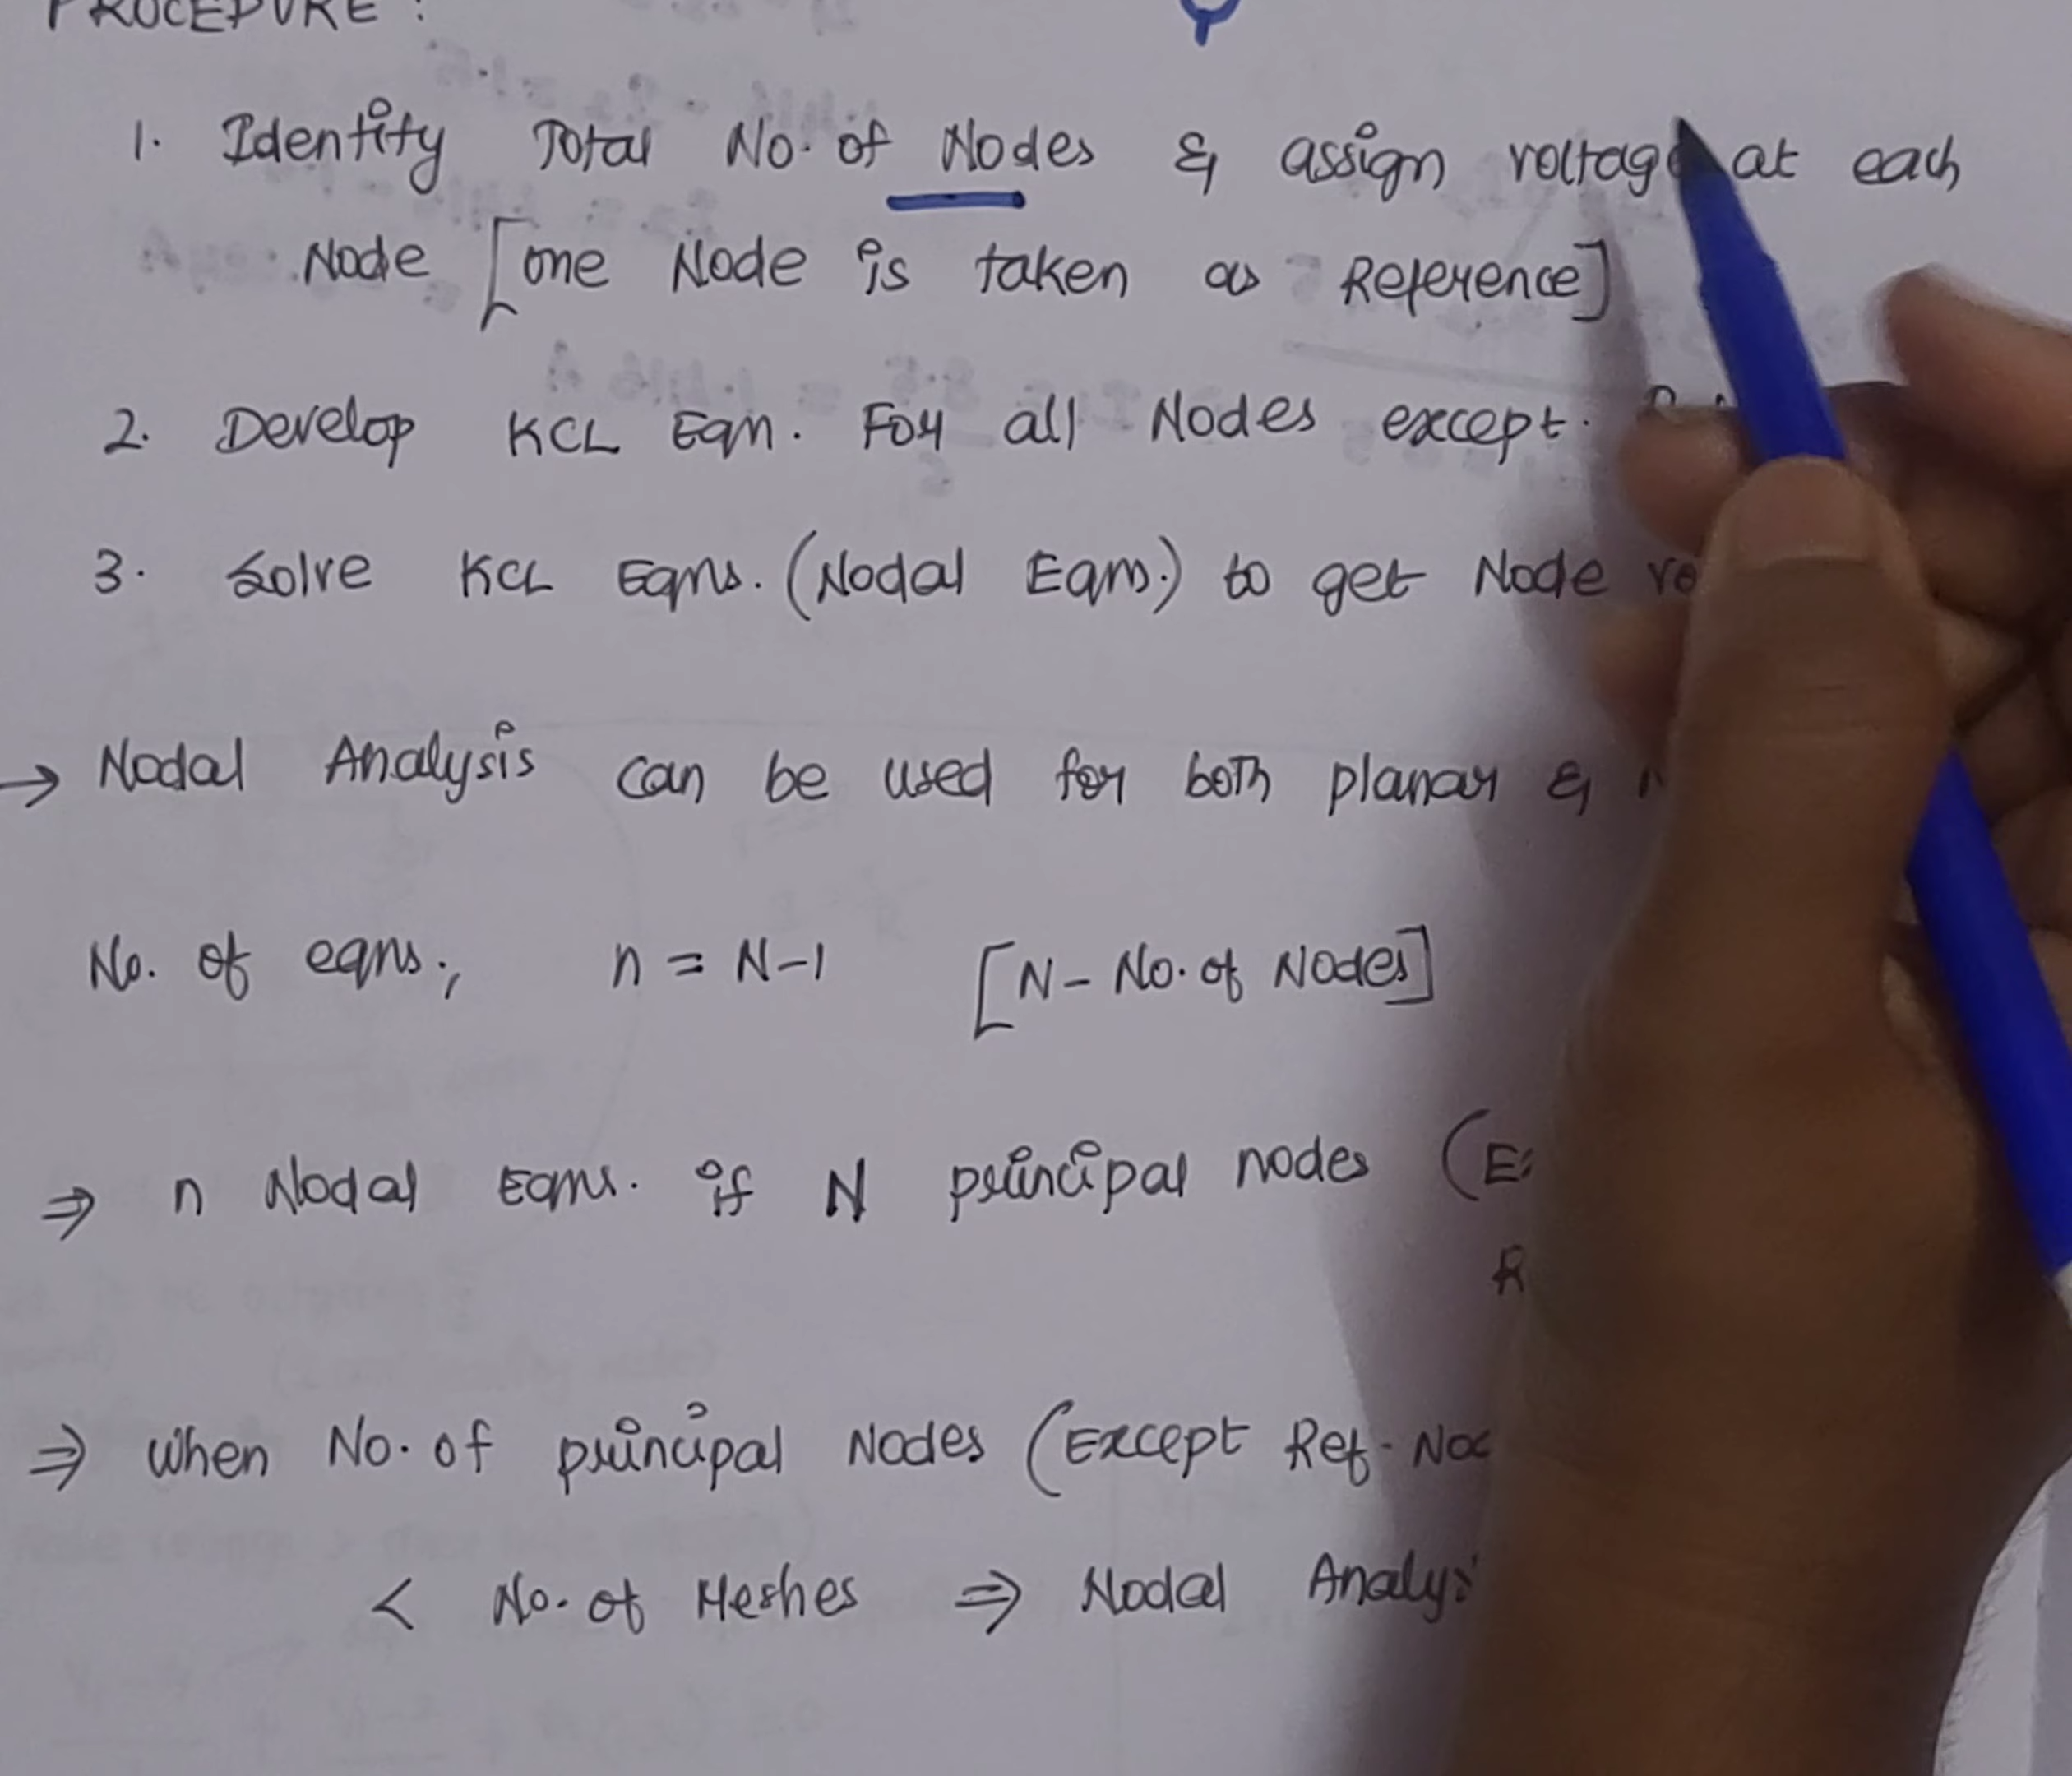 PROCEDURE :
1. Identity Total No. of Nodes & assign voltage at each
Node [one Node is taken as Reference]
2. Develop KCL Eqn. For all Nodes except.
3. Solve KCL Eqns. (Nodal Eqns.) to get Node
→ Nodal Analysis can be used for both planar &
No. of eqns., n = N-1 [N - No. of Nodes]
⇒ n Nodal Eqns. if N principal nodes (
⇒ when No. of principal Nodes (Except Ref.
< No. of Meshes ⇒ Nodal